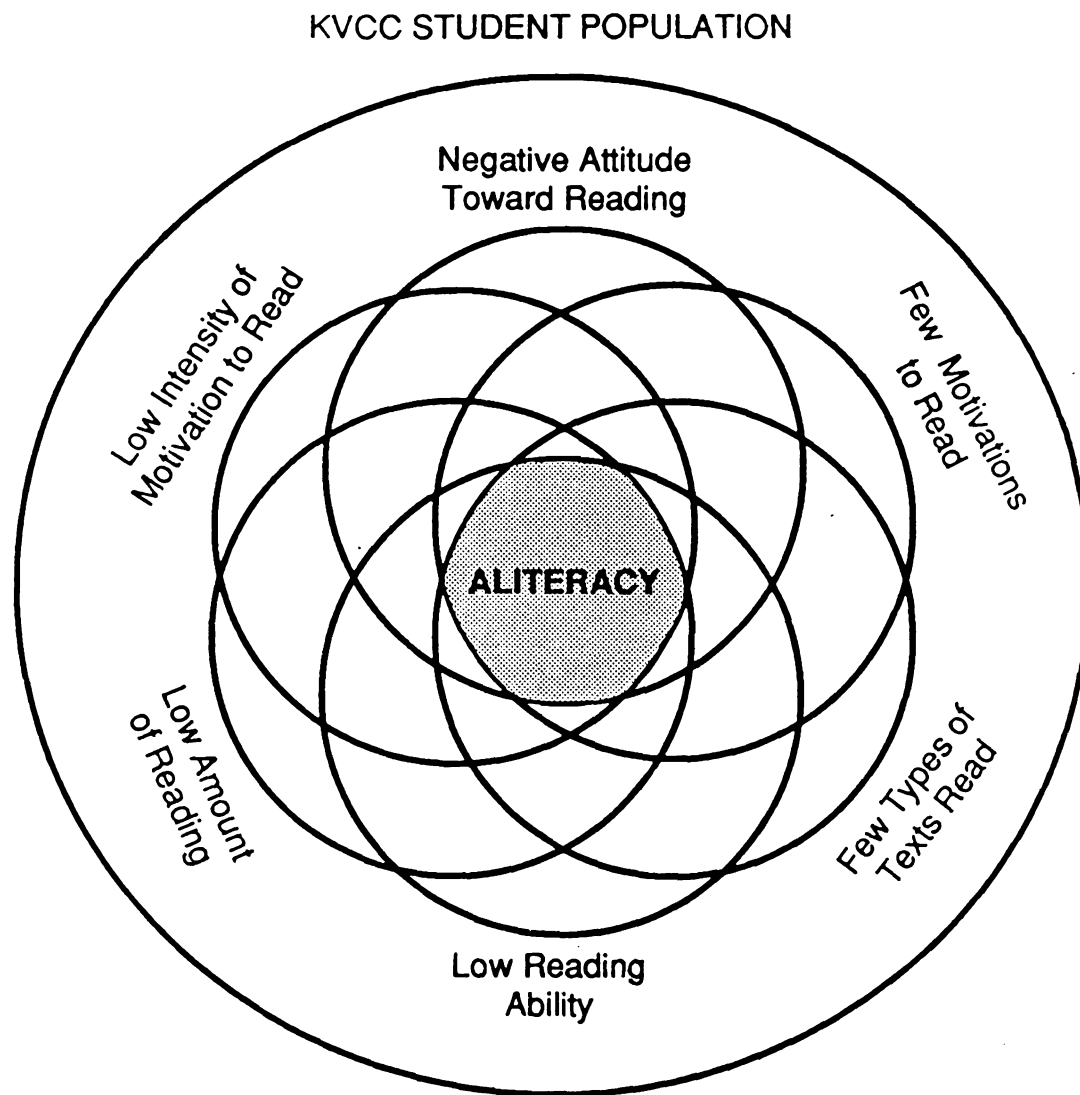 KVCC STUDENT POPULATION
Negative Attitude
Toward Reading
Low Intensity of
Motivation to Read
Few Motivations
to Read
ALITERACY
Low Amount
of Reading
Few Types of
Texts Read
Low Reading
Ability